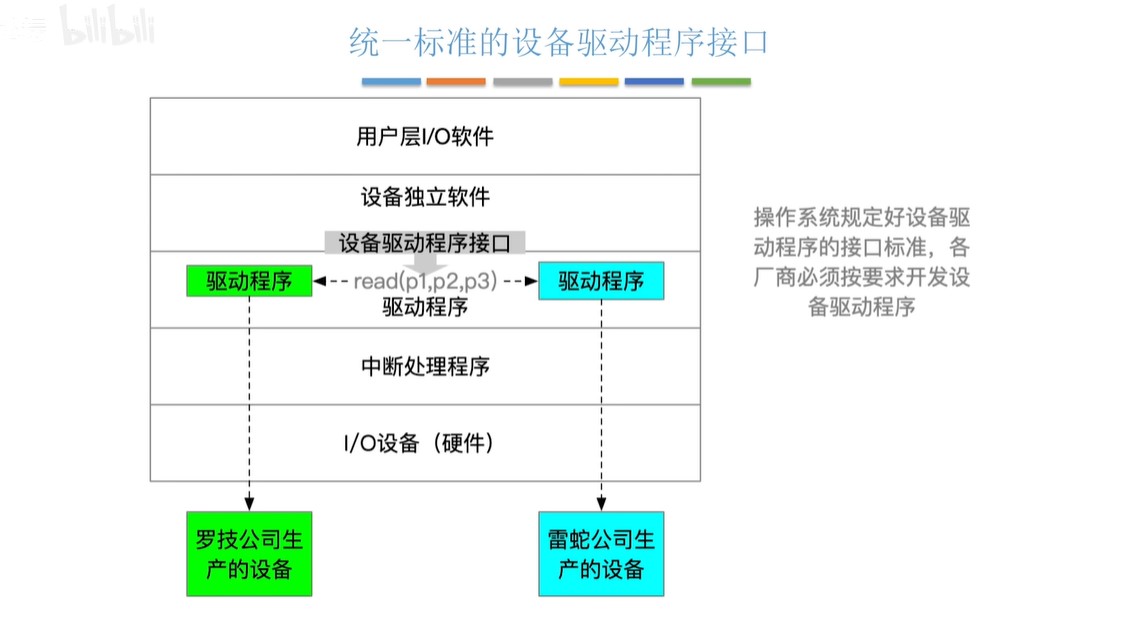 bilibili
统一标准的设备驱动程序接口
用户层I/O软件
设备独立软件
设备驱动程序接口
驱动程序
read(p1,p2,p3)
驱动程序
驱动程序
中断处理程序
I/O设备（硬件）
罗技公司生
产的设备
雷蛇公司生
产的设备
操作系统规定好设备驱
动程序的接口标准，各
厂商必须按要求开发设
备驱动程序